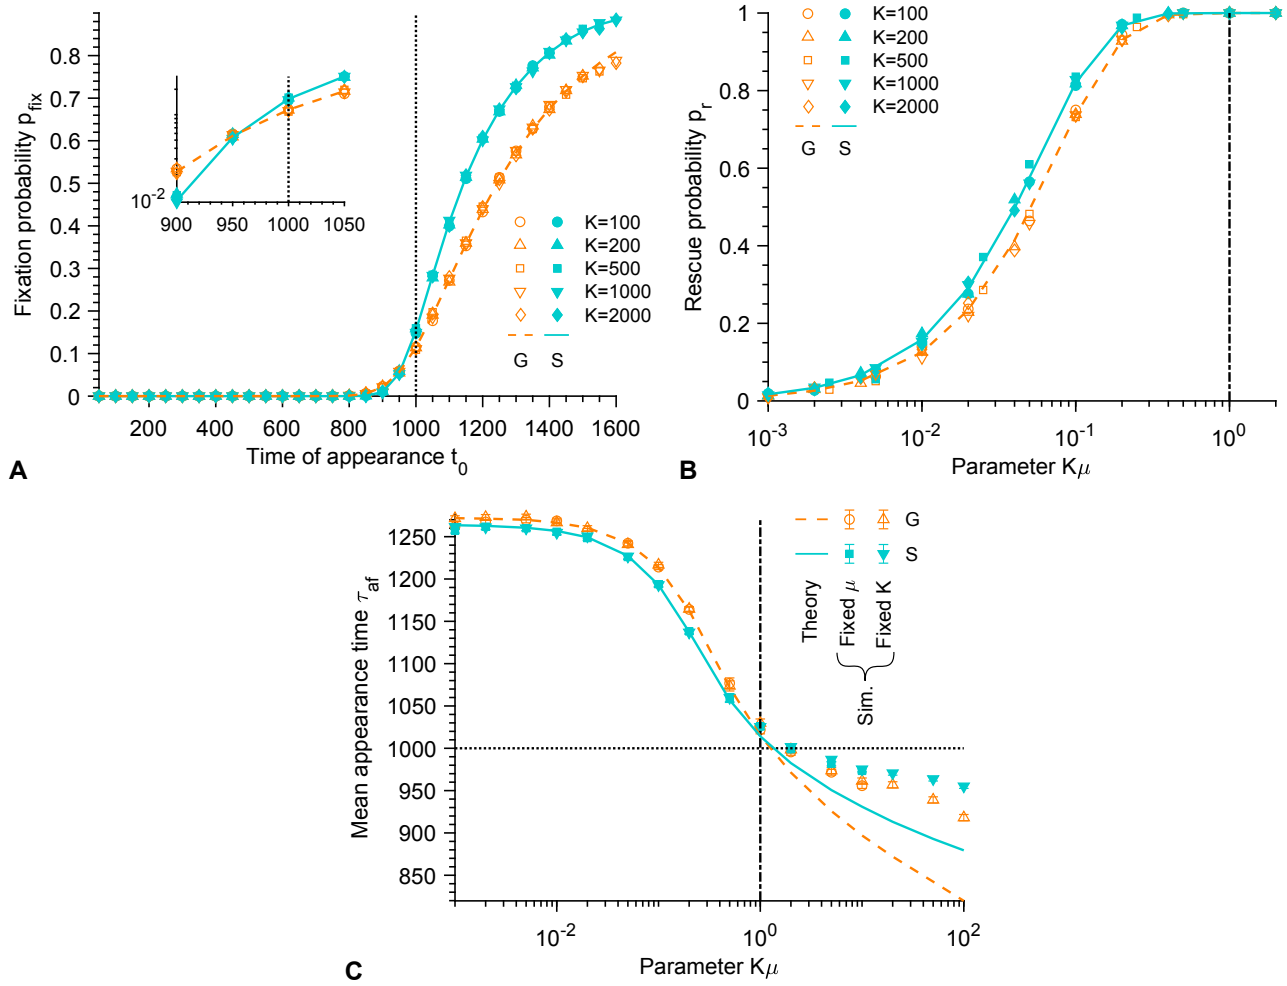 Fixation probability p_fix
0.9
0.8
0.7
0.6
0.5
0.4
0.3
0.2
0.1
0
10^-2
900 950 1000 1050
K=100
K=200
K=500
K=1000
K=2000
G S
200 400 600 800 1000 1200 1400 1600
Time of appearance t_0
A
Rescue probability p_r
1
0.8
0.6
0.4
0.2
0
K=100
K=200
K=500
K=1000
K=2000
G S
10^-3 10^-2 10^-1 10^0
Parameter Kμ
B
Mean appearance time τ_af
1250
1200
1150
1100
1050
1000
950
900
850
G
S
Theory
Fixed μ
Fixed K
Sim.
10^-2 10^0 10^2
Parameter Kμ
C